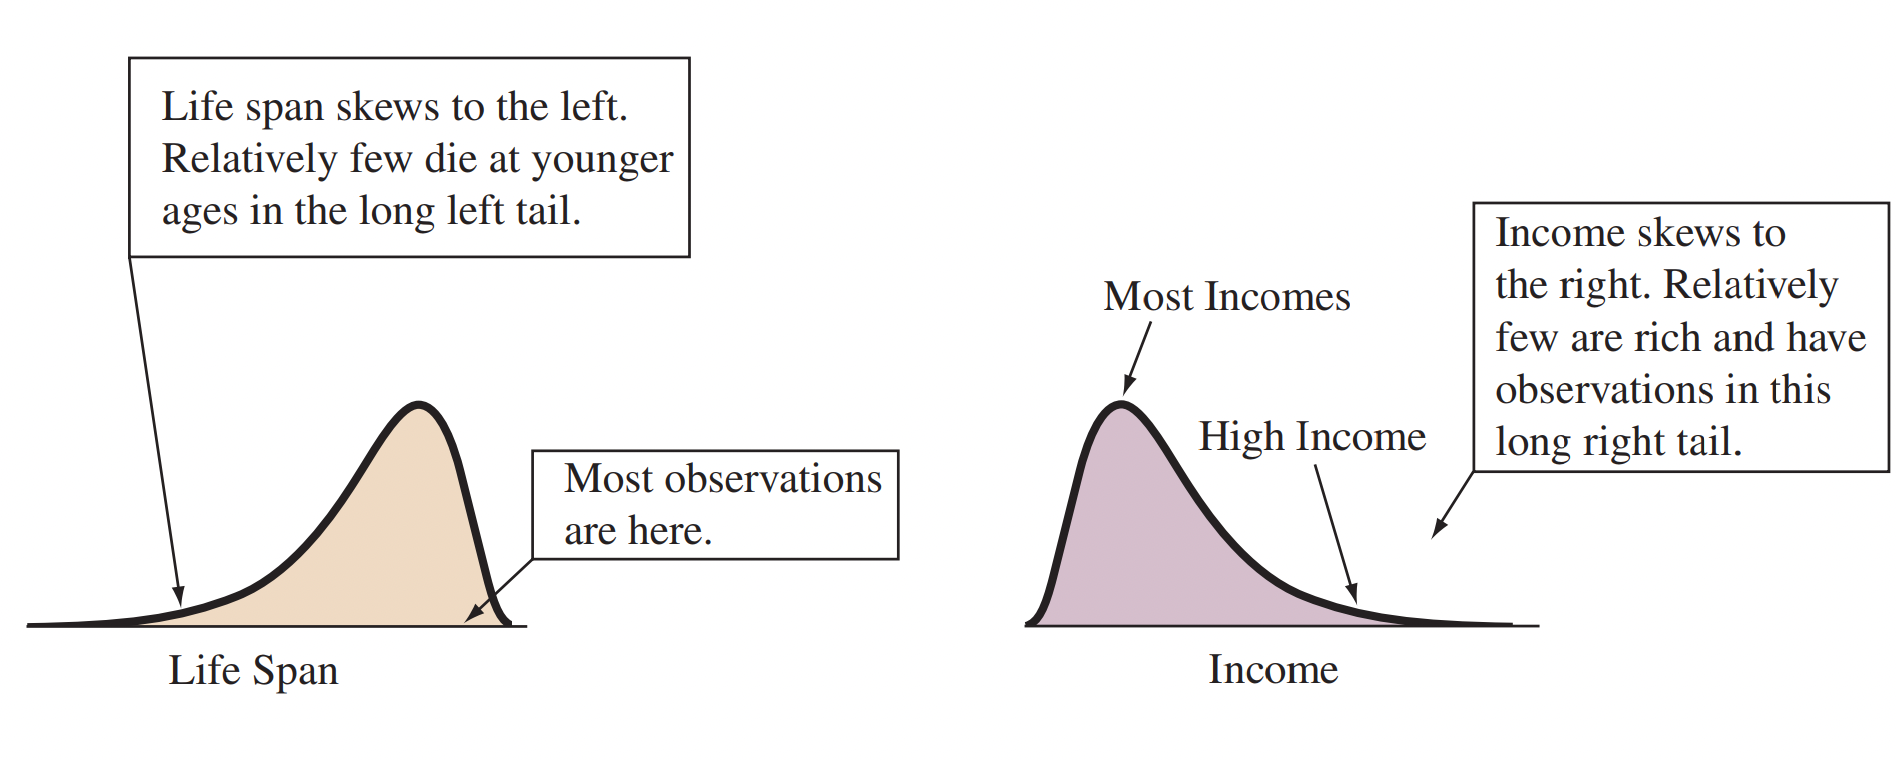 Life span skews to the left.
Relatively few die at younger
ages in the long left tail.
Most observations
are here.
Life Span
Most Incomes
High Income
Income skews to
the right. Relatively
few are rich and have
observations in this
long right tail.
Income